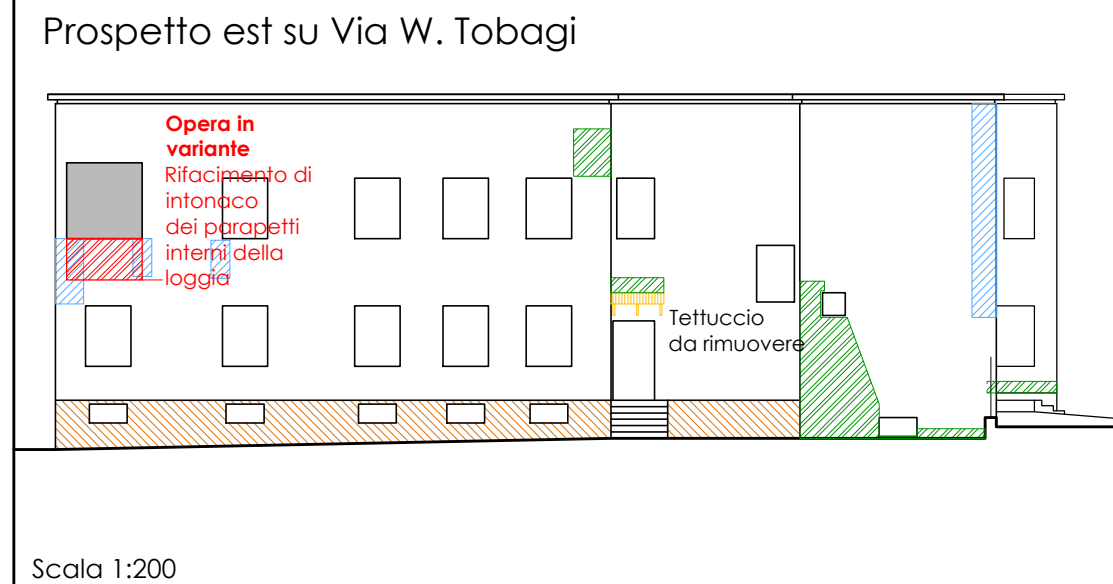 Prospetto est su Via W. Tobagi
Opera in
variante
Rifacimento di
intonaco
dei parapetti
interni della
loggia
Tettuccio
da rimuovere
Scala 1:200